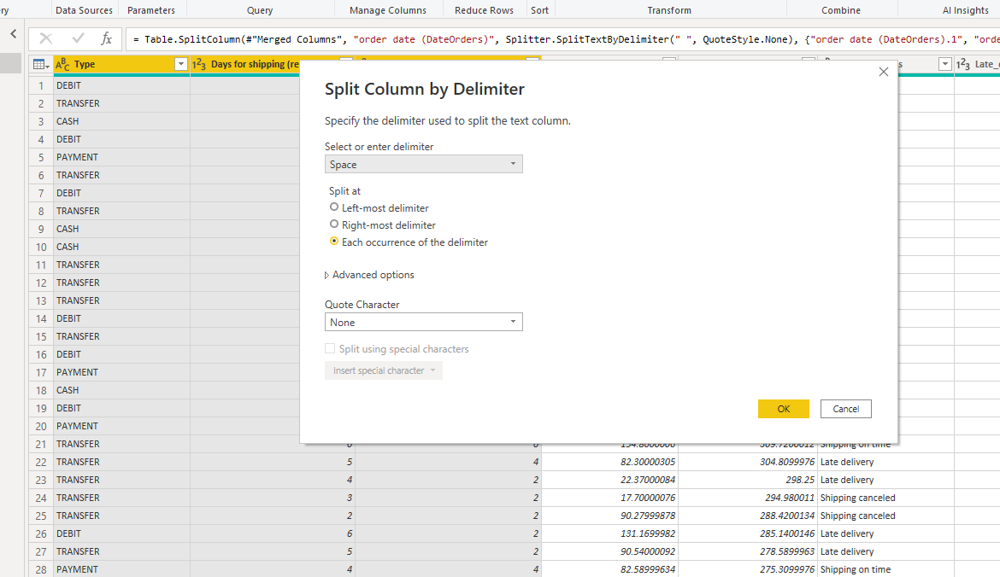 ry Data Sources Parameters Query Manage Columns Reduce Rows Sort Transform Combine AI Insights
fx = Table.SplitColumn(#"Merged Columns", "order date (DateOrders)", Splitter.SplitTextByDelimiter(" ", QuoteStyle.None), {"order date (DateOrders).1", "orde
ABC Type 123 Days for shipping (re s 123 Late_
1 DEBIT
2 TRANSFER
3 CASH
4 DEBIT
5 PAYMENT
6 TRANSFER
7 DEBIT
8 TRANSFER
9 CASH
10 CASH
11 TRANSFER
12 TRANSFER
13 TRANSFER
14 DEBIT
15 TRANSFER
16 DEBIT
17 PAYMENT
18 CASH
19 DEBIT
20 PAYMENT
Split Column by Delimiter
Specify the delimiter used to split the text column.
Select or enter delimiter
Space
Split at
Left-most delimiter
Right-most delimiter
Each occurrence of the delimiter
Advanced options
Quote Character
None
Split using special characters
Insert special character
OK Cancel
21 TRANSFER 0 0 154.8600006 309.7200012 Shipping on time
22 TRANSFER 5 4 82.30000305 304.8099976 Late delivery
23 TRANSFER 4 2 22.37000084 298.25 Late delivery
24 TRANSFER 3 2 17.70000076 294.980011 Shipping canceled
25 TRANSFER 2 2 90.27999878 288.4200134 Shipping canceled
26 DEBIT 6 2 131.1699982 285.1400146 Late delivery
27 TRANSFER 5 2 90.54000092 278.5899963 Late delivery
28 PAYMENT 4 4 82.58999634 275.3099976 Shipping on time